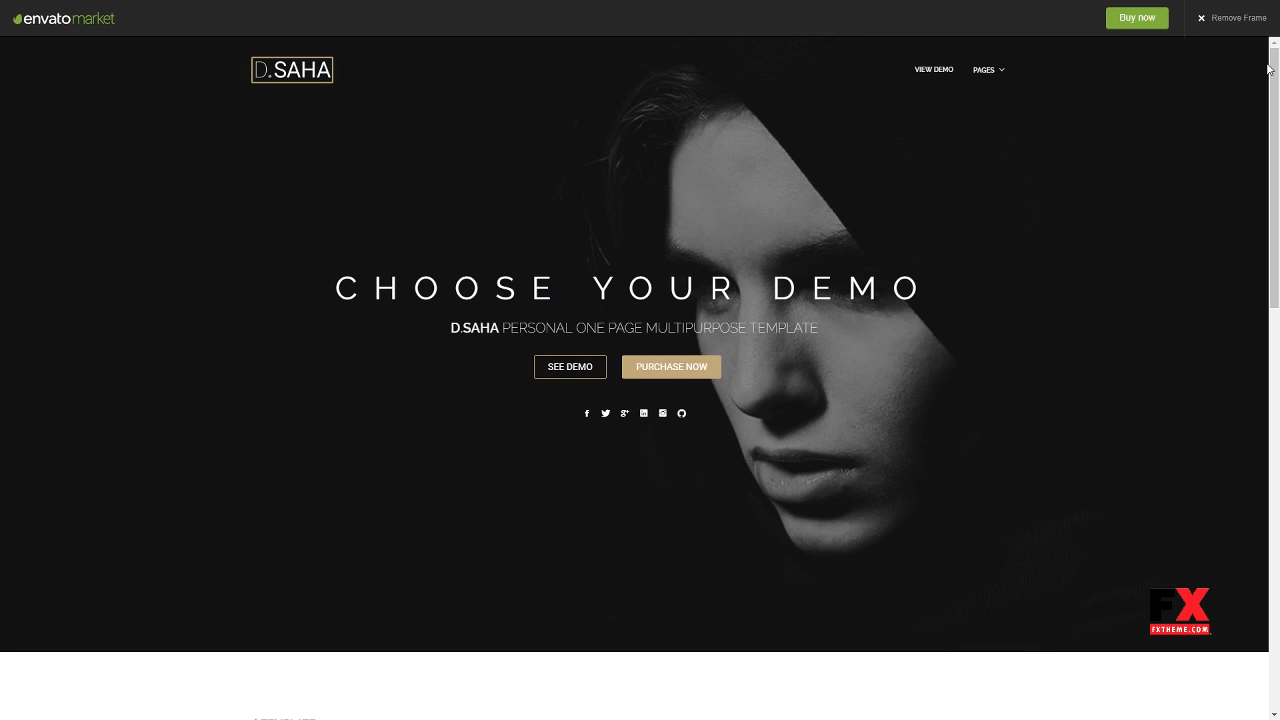 envatomarket
Buy now
Remove Frame
D.SAHA
VIEW DEMO
PAGES
CHOOSE YOUR DEMO
D.SAHA PERSONAL ONE PAGE MULTIPURPOSE TEMPLATE
SEE DEMO
PURCHASE NOW
FX
FXTHEME.COM